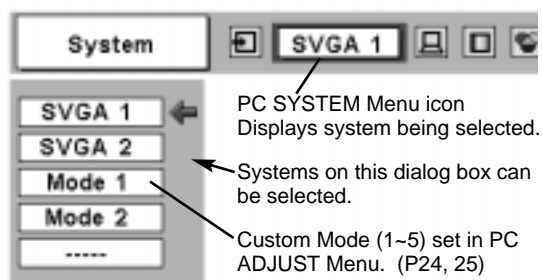 System
SVGA 1
SVGA 1
SVGA 2
Mode 1
Mode 2
-----
PC SYSTEM Menu icon
Displays system being selected.
Systems on this dialog box can
be selected.
Custom Mode (1~5) set in PC
ADJUST Menu. (P24, 25)